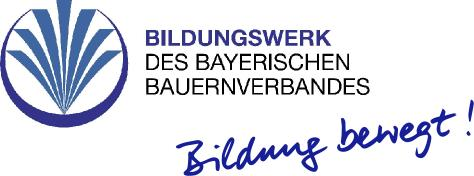 BILDUNGSWERK
DES BAYERISCHEN
BAUERNVERBANDES
Bildung bewegt!